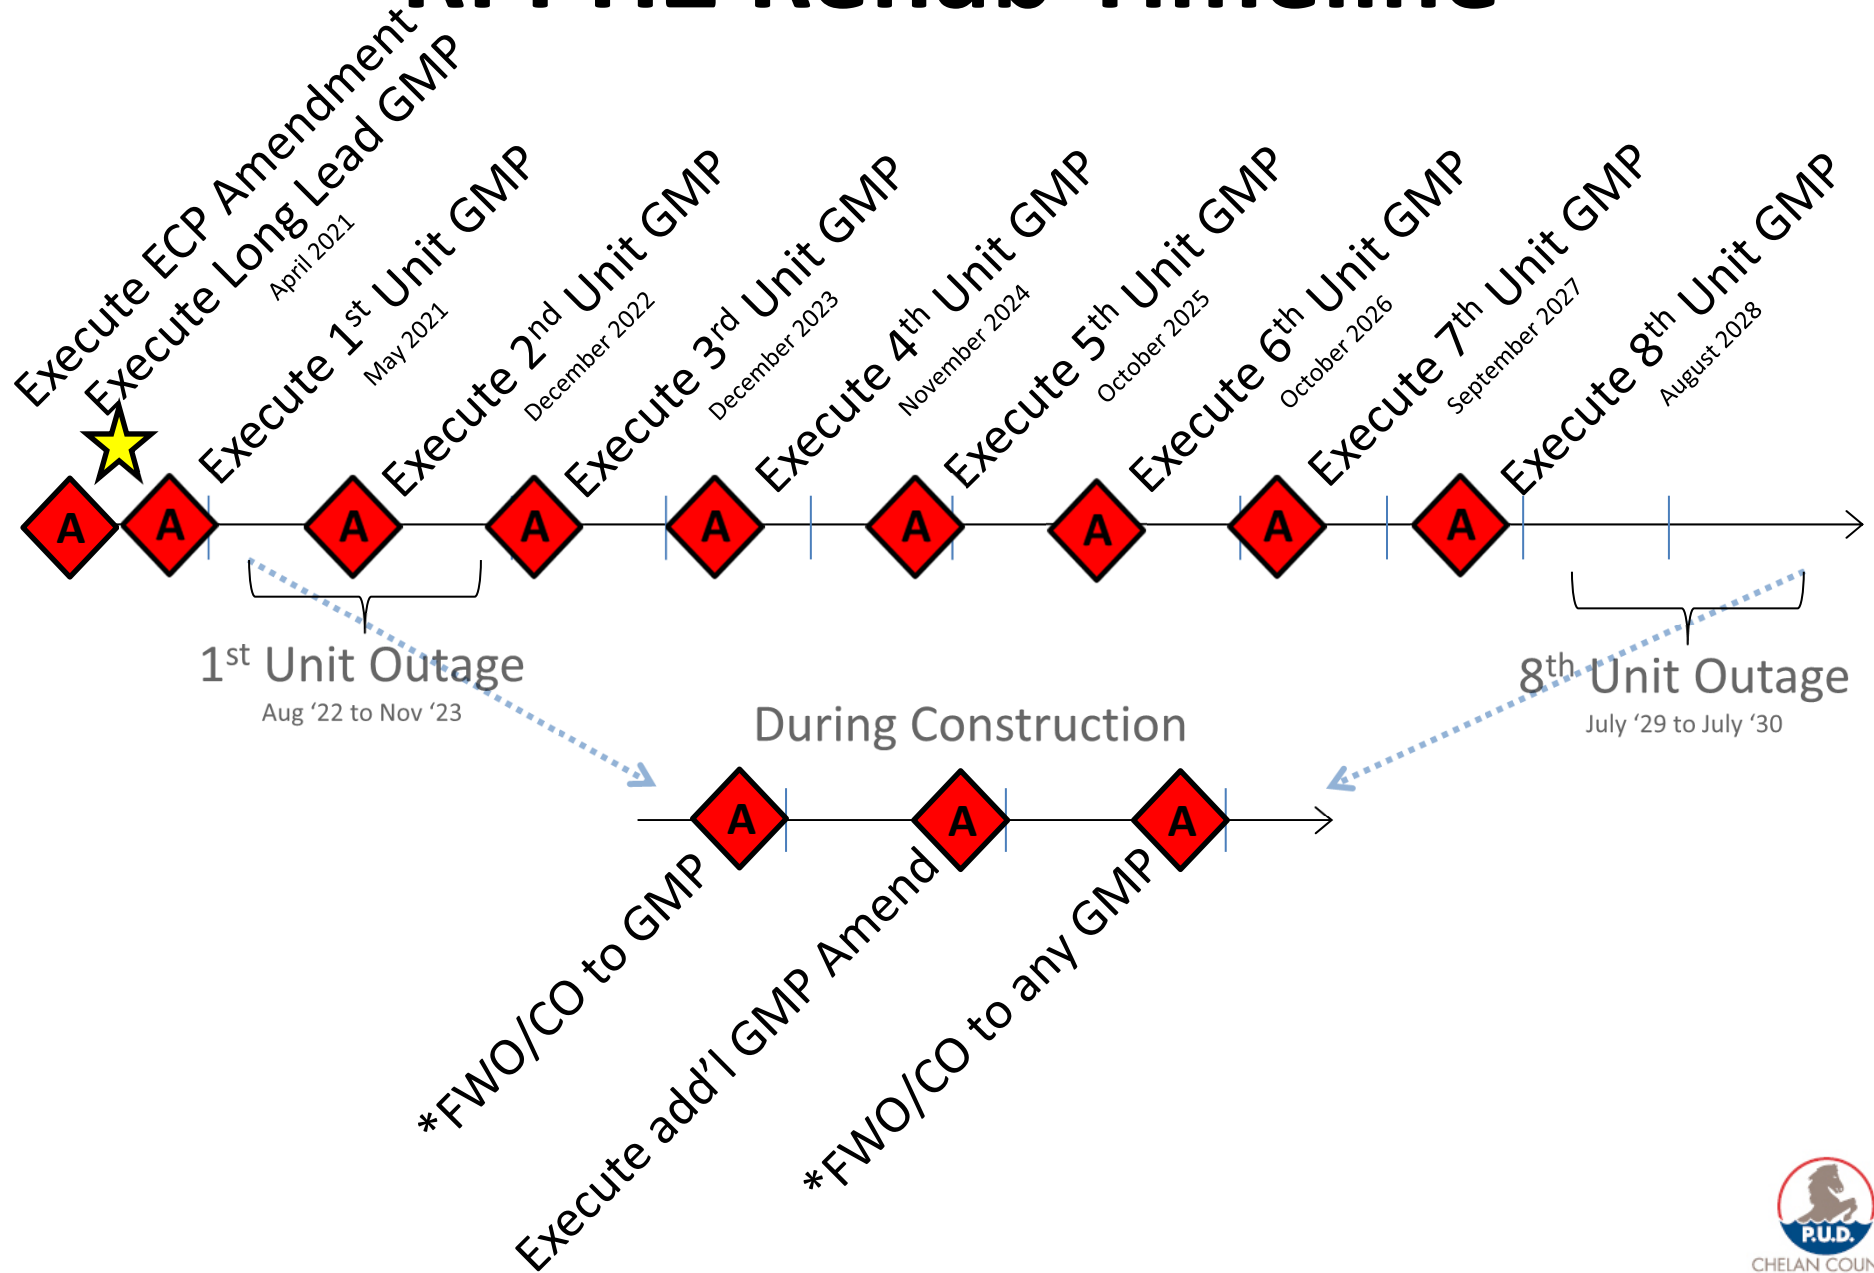 Rehab Timeline
Execute ECP Amendment
Execute Long Lead GMP
April 2021
Execute 1st Unit GMP
May 2021
Execute 2nd Unit GMP
December 2022
Execute 3rd Unit GMP
December 2023
Execute 4th Unit GMP
November 2024
Execute 5th Unit GMP
October 2025
Execute 6th Unit GMP
October 2026
Execute 7th Unit GMP
September 2027
Execute 8th Unit GMP
August 2028
A
A
A
A
A
A
A
A
A
1st Unit Outage
Aug ‘22 to Nov ‘23
8th Unit Outage
July ‘29 to July ‘30
During Construction
A
A
A
*FWO/CO to GMP
Execute add’l GMP Amend
*FWO/CO to any GMP
P.U.D.
CHELAN COUN